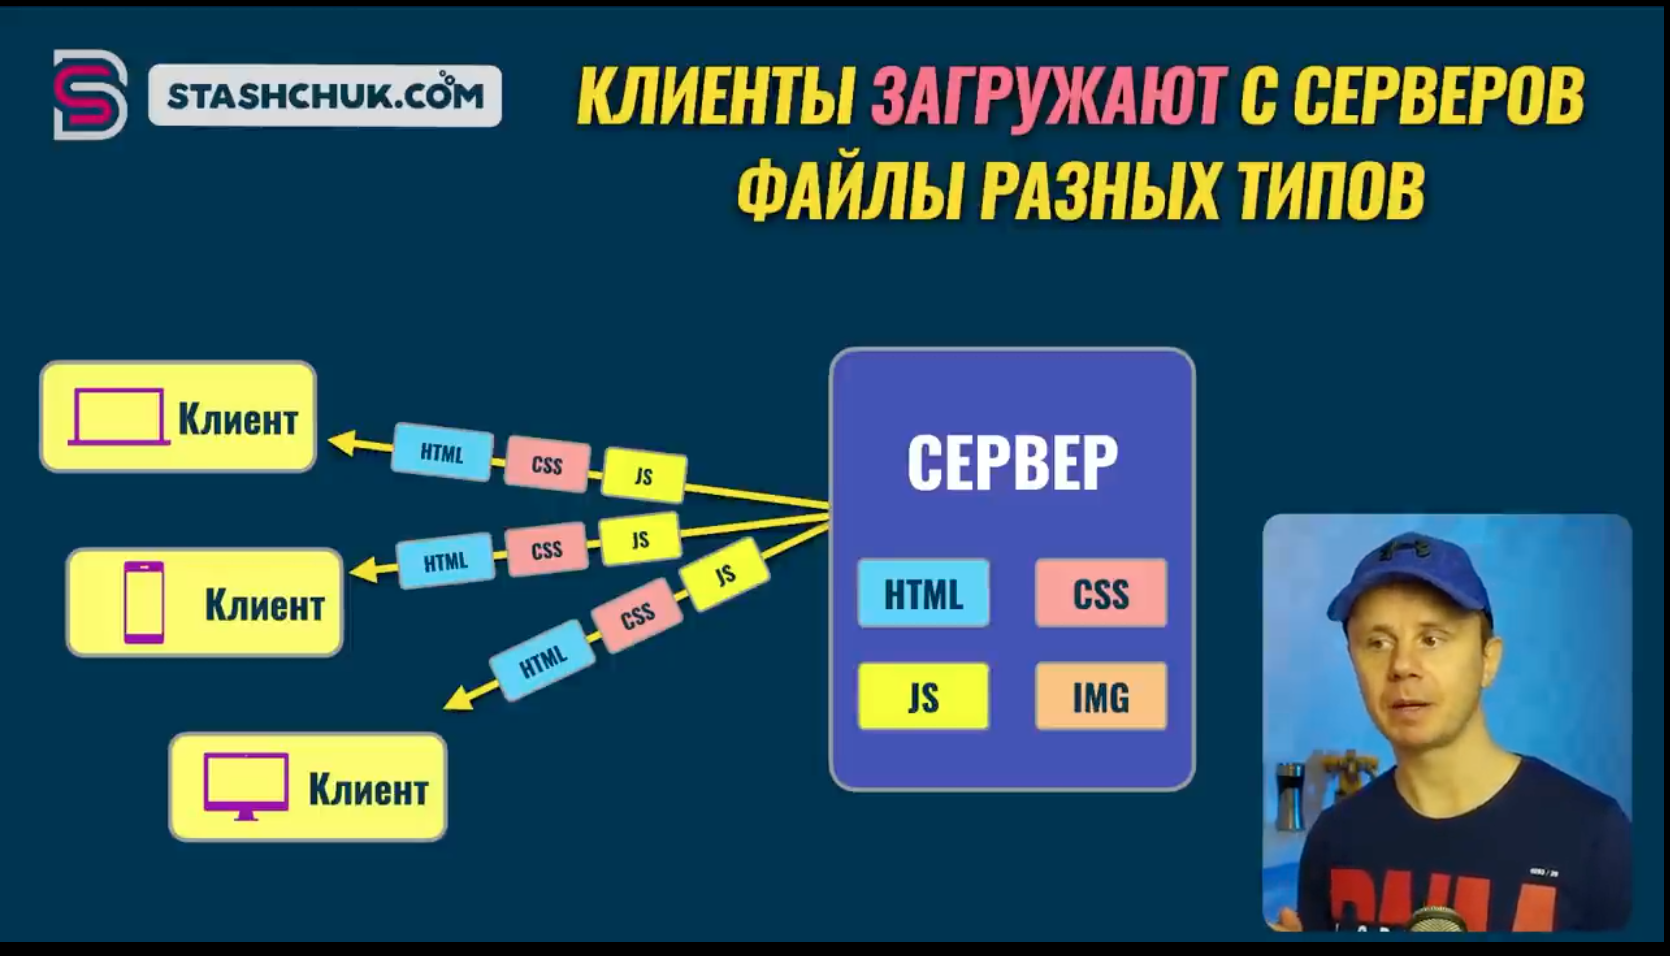 STASHCHUK.COM
КЛИЕНТЫ ЗАГРУЖАЮТ С СЕРВЕРОВ
ФАЙЛЫ РАЗНЫХ ТИПОВ
Клиент
HTML CSS JS
Клиент
HTML CSS JS
Клиент
HTML CSS JS
СЕРВЕР
HTML CSS
JS IMG